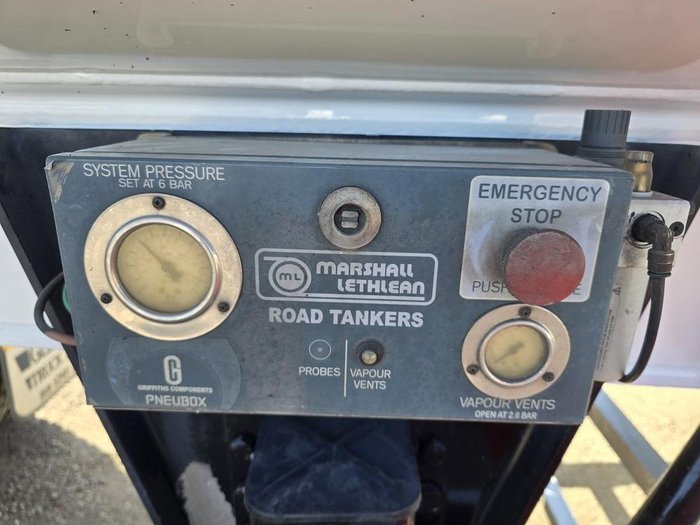 SYSTEM PRESSURE
SET AT 6 BAR
EMERGENCY
STOP
ML
MARSHALL
LETHLEAN
ROAD TANKERS
PROBES
VAPOUR
VENTS
G
GRIFFITHS COMPONENTS
PNEUBOX
VAPOUR VENTS
OPEN AT 2.6 BAR